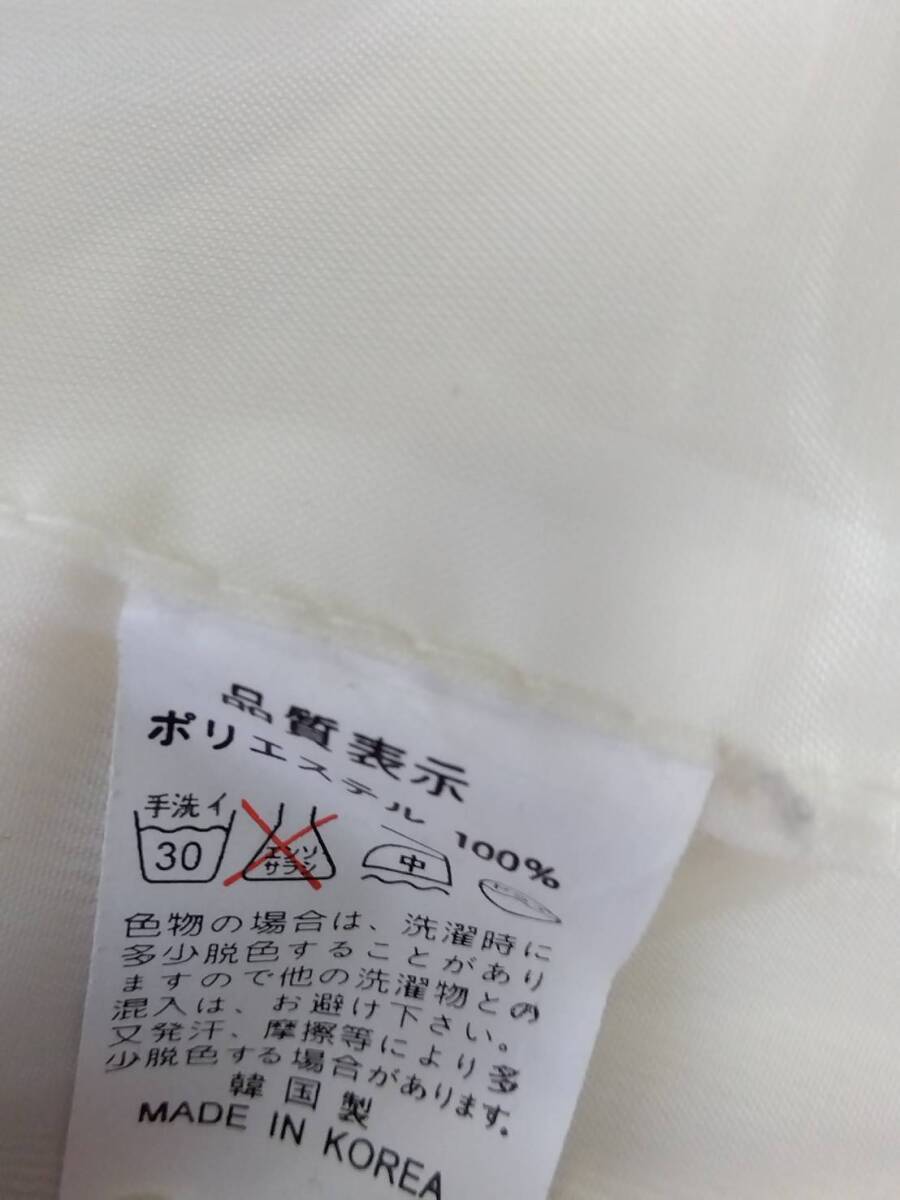 品質表示
ポリエステル 100%
手洗イ
30
エンソ
サラシ
中
ドライ
色物の場合は、洗濯時に
多少脱色することがあり
ますので他の洗濯物との
混入は、お避け下さい。
又発汗、摩擦等により多
少脱色する場合があります。
韓国製
MADE IN KOREA